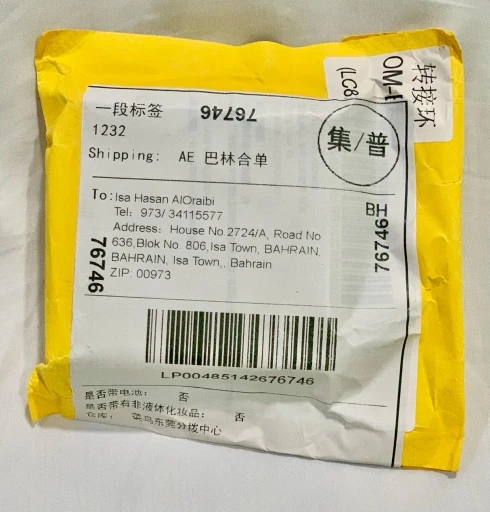 转接环
OM-
(LC8
一段标签
76746
1232
集/普
Shipping: AE 巴林合单
To: Isa Hasan AlOraibi
Tel: 973/ 34115577
Address: House No.2724/A, Road No
636,Blok No 806,Isa Town, BAHRAIN,
BAHRAIN, Isa Town,, Bahrain
ZIP: 00973
BH
76746
76746
LP00485142676746
是否带电池: 否
是否带有非液体化妆品: 否
仓库: 菜鸟东莞分拨中心